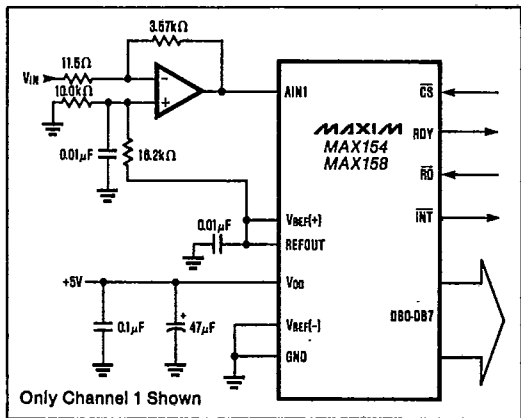 3.57kΩ
11.5Ω
VIN
10.0kΩ
0.01µF
16.2kΩ
AIN1
MAXIM
MAX154
MAX158
CS
RDY
RD
INT
VREF(+)
0.01µF
REFOUT
+5V
VDD
0.1µF
47µF
VREF(-)
GND
DB0-DB7
Only Channel 1 Shown